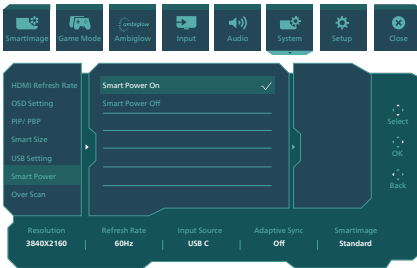 SmartImage
Game Mode
ambiglow
Ambiglow
Input
Audio
System
Setup
Close
HDMI Refresh Rate
OSD Setting
PIP/ PBP
Smart Size
USB Setting
Smart Power
Over Scan
Smart Power On
Smart Power Off
Select
OK
Back
Resolution
3840X2160
Refresh Rate
60Hz
Input Source
USB C
Adaptive Sync
Off
SmartImage
Standard